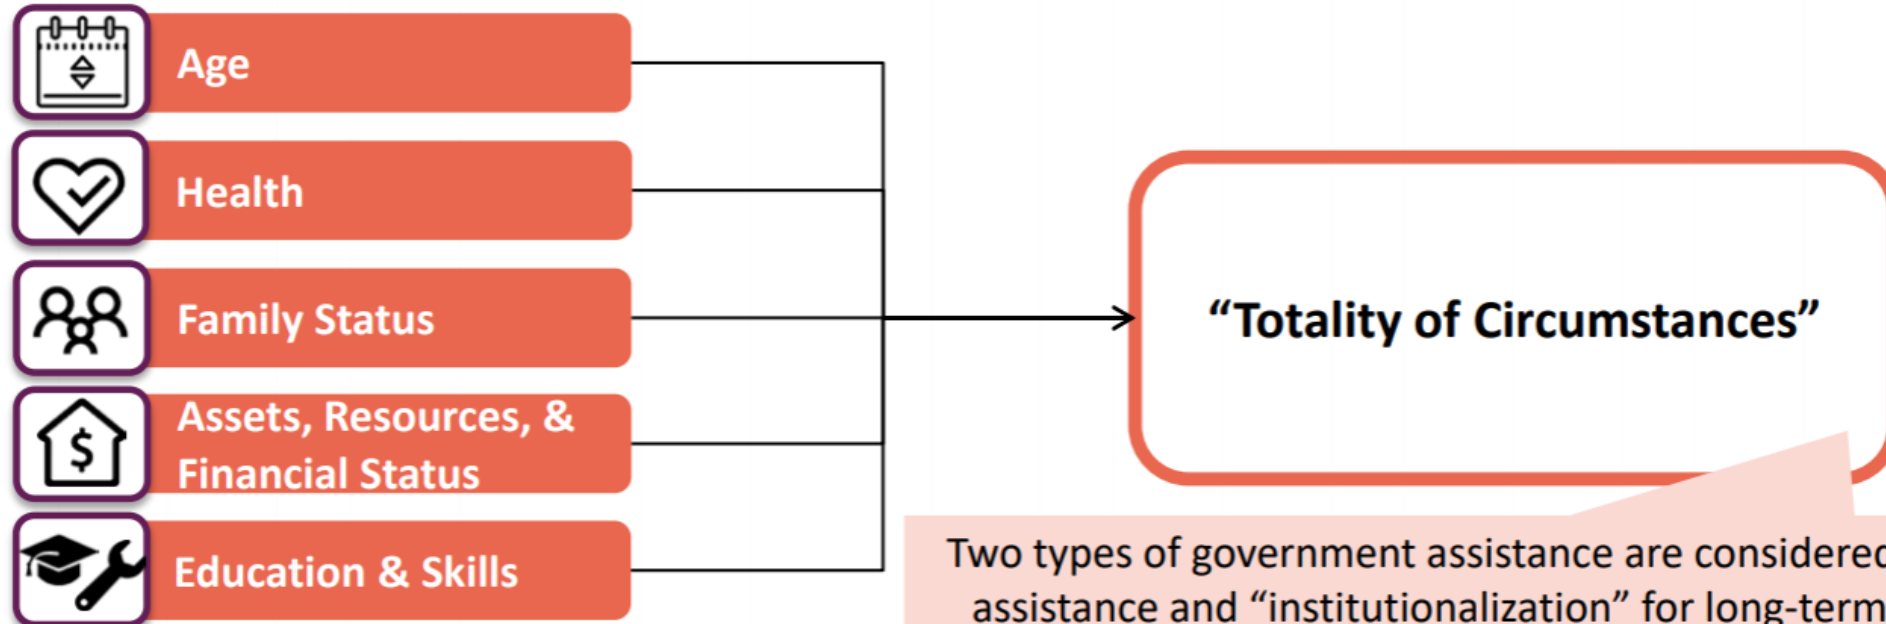 Age
Health
Family Status
Assets, Resources, &
Financial Status
Education & Skills
“Totality of Circumstances”
Two types of government assistance are considered
assistance and “institutionalization” for long-term